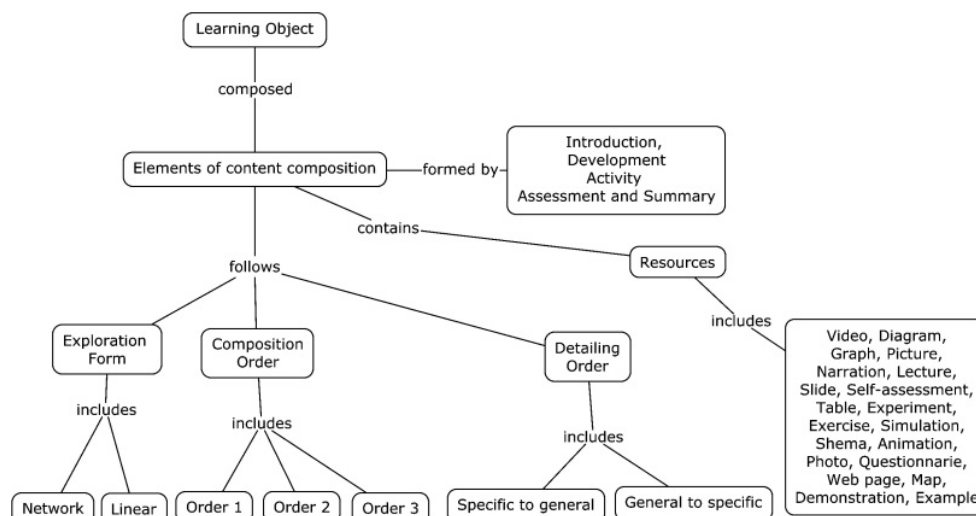 Learning Object
composed
Elements of content composition
formed by
Introduction,
Development
Activity
Assessment and Summary
contains
Resources
follows
includes
Exploration
Form
Composition
Order
Detailing
Order
Video, Diagram,
Graph, Picture,
Narration, Lecture,
Slide, Self-assessment,
Table, Experiment,
Exercise, Simulation,
Shema, Animation,
Photo, Questionnarie,
Web page, Map,
Demonstration, Example
includes
includes
includes
Network
Linear
Order 1
Order 2
Order 3
Specific to general
General to specific